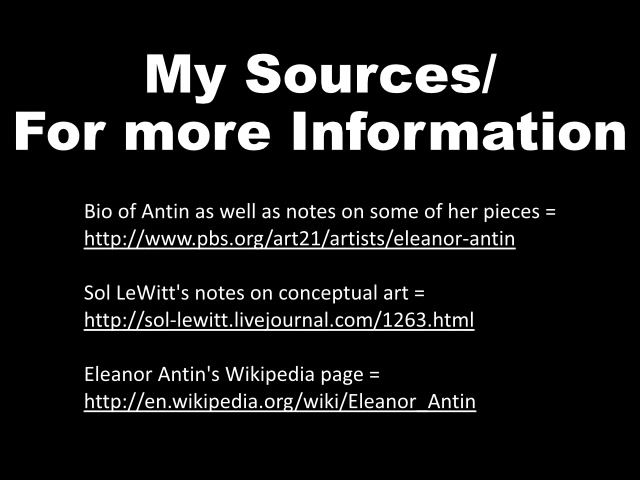 My Sources/
For more Information
Bio of Antin as well as notes on some of her pieces =
http://www.pbs.org/art21/artists/eleanor-antin
Sol LeWitt's notes on conceptual art =
http://sol-lewitt.livejournal.com/1263.html
Eleanor Antin's Wikipedia page =
http://en.wikipedia.org/wiki/Eleanor_Antin